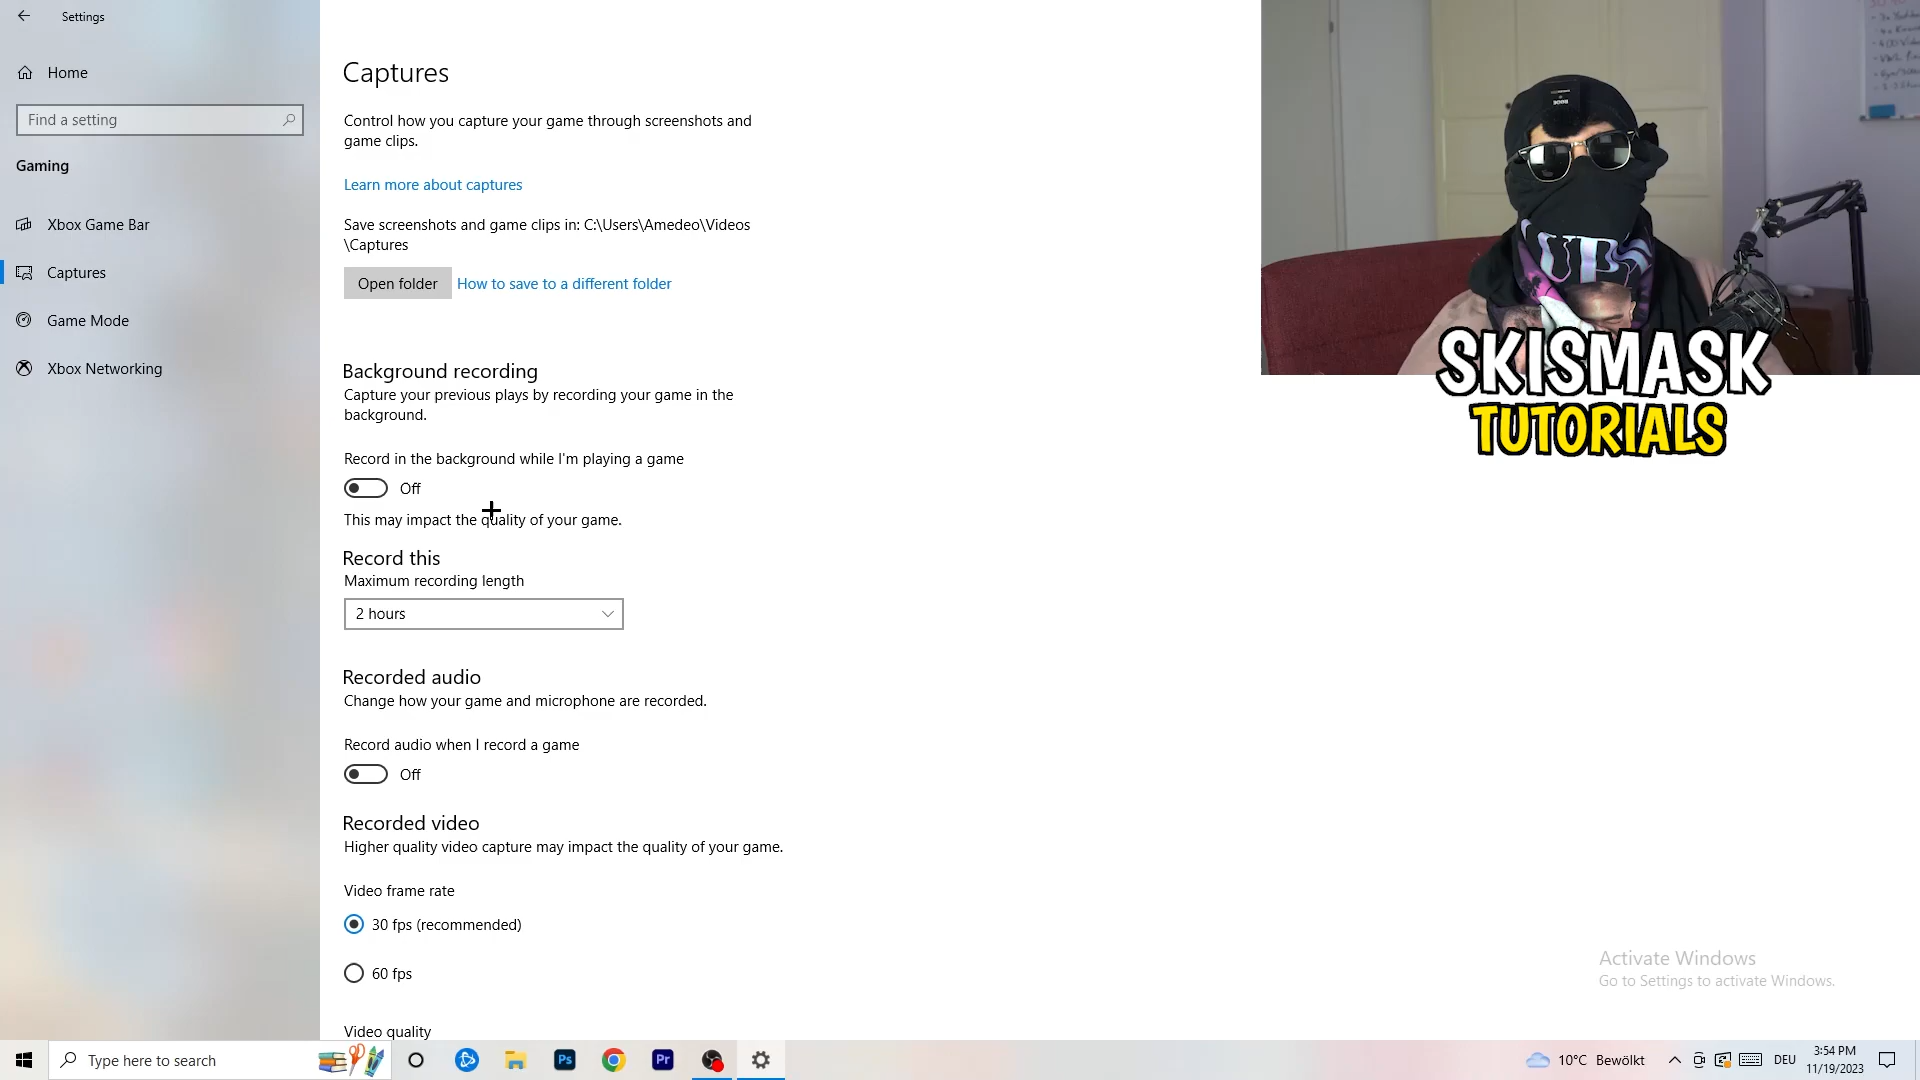 Settings
Home
Find a setting
Gaming
Xbox Game Bar
Captures
Game Mode
Xbox Networking
Captures
Control how you capture your game through screenshots and
game clips.
Learn more about captures
Save screenshots and game clips in: C:\Users\Amedeo\Videos
\Captures
Open folder
How to save to a different folder
Background recording
Capture your previous plays by recording your game in the
background.
Record in the background while I'm playing a game
Off
This may impact the quality of your game.
Record this
Maximum recording length
2 hours
Recorded audio
Change how your game and microphone are recorded.
Record audio when I record a game
Off
Recorded video
Higher quality video capture may impact the quality of your game.
Video frame rate
30 fps (recommended)
60 fps
Video quality
SKISMASK
TUTORIALS
Activate Windows
Go to Settings to activate Windows.
Type here to search
Ps
Pr
10°C Bewölkt
DEU
3:54 PM
11/19/2023